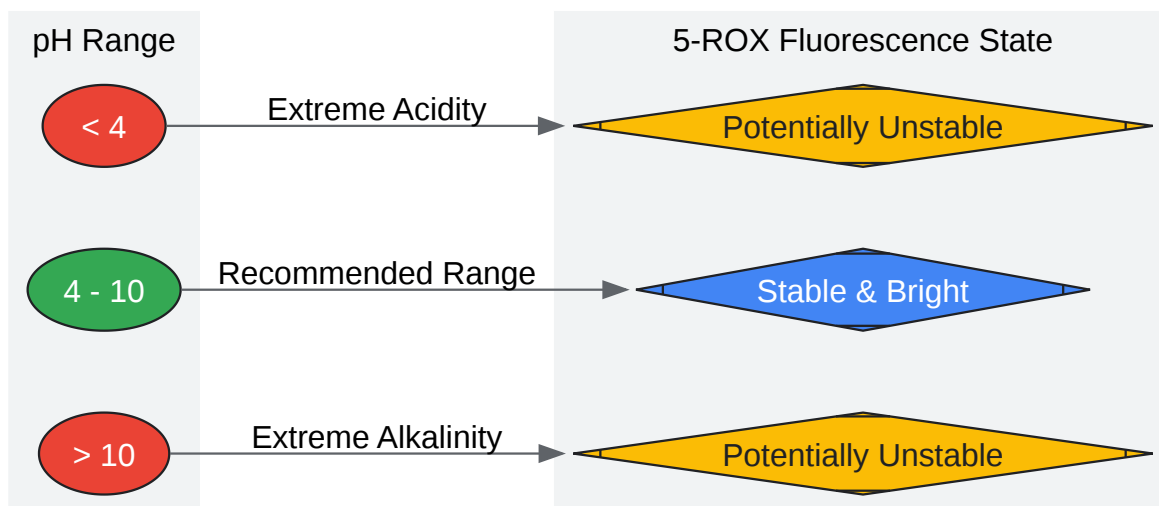 pH Range
5-ROX Fluorescence State
< 4
Extreme Acidity
Potentially Unstable
4 - 10
Recommended Range
Stable & Bright
> 10
Extreme Alkalinity
Potentially Unstable